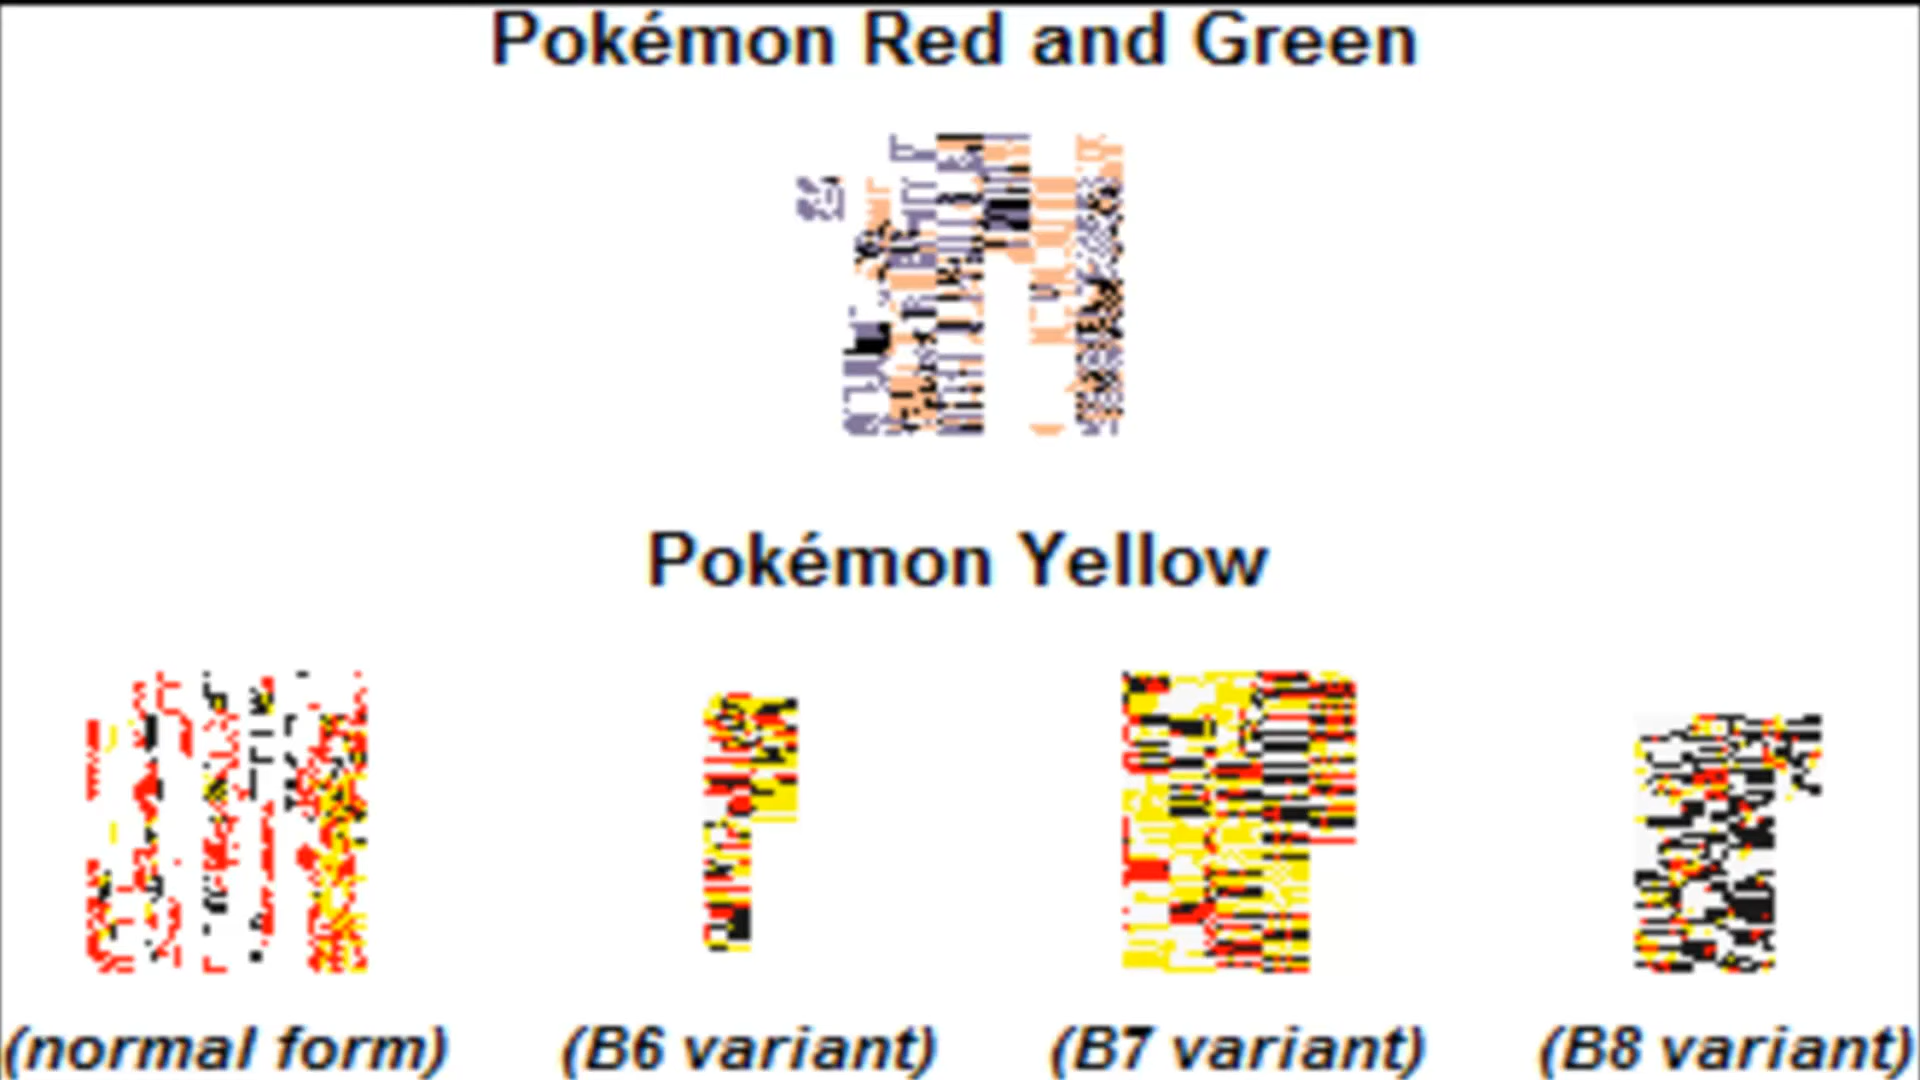 Pokémon Red and Green
Pokémon Yellow
(normal form) (B6 variant) (B7 variant) (B8 variant)